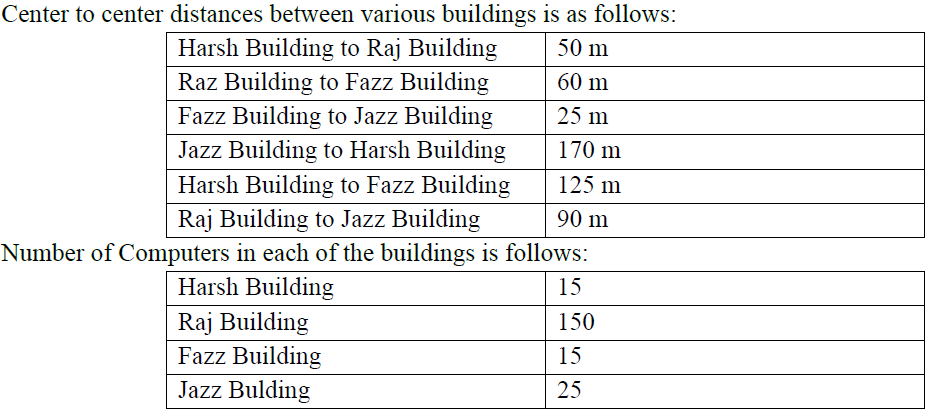 Center to center distances between various buildings is as follows:
Harsh Building to Raj Building 50 m
Raz Building to Fazz Building 60 m
Fazz Building to Jazz Building 25 m
Jazz Building to Harsh Building 170 m
Harsh Building to Fazz Building 125 m
Raj Building to Jazz Building 90 m
Number of Computers in each of the buildings is follows:
Harsh Building 15
Raj Building 150
Fazz Building 15
Jazz Bulding 25